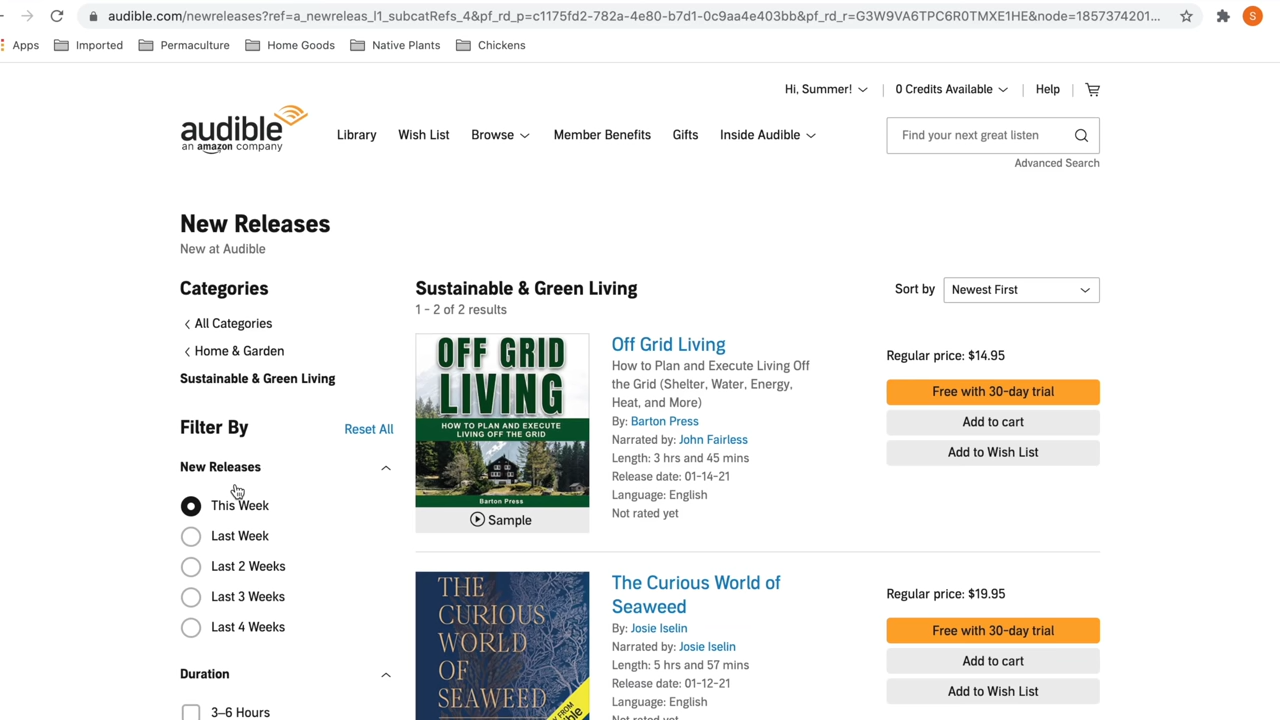 audible.com/newreleases?ref=a_newreleas_l1_subcatRefs_4&pf_rd_p=c1175fd2-782a-4e80-b7d1-0c9aa4e403bb&pf_rd_r=G3W9VA6TPC6R0TMXE1HE&node=1857374201...
S
Apps Imported Permaculture Home Goods Native Plants Chickens
Hi, Summer! 0 Credits Available Help
audible
an amazon company
Library Wish List Browse Member Benefits Gifts Inside Audible
Find your next great listen
Advanced Search
New Releases
New at Audible
Categories
All Categories
Home & Garden
Sustainable & Green Living
Filter By
Reset All
New Releases
This Week
Last Week
Last 2 Weeks
Last 3 Weeks
Last 4 Weeks
Duration
3–6 Hours
Sustainable & Green Living
1 - 2 of 2 results
Sort by Newest First
OFF GRID
LIVING
HOW TO PLAN AND EXECUTE
LIVING OFF THE GRID
Barton Press
Sample
Off Grid Living
How to Plan and Execute Living Off
the Grid (Shelter, Water, Energy,
Heat, and More)
By: Barton Press
Narrated by: John Fairless
Length: 3 hrs and 45 mins
Release date: 01-14-21
Language: English
Not rated yet
Regular price: $14.95
Free with 30-day trial
Add to cart
Add to Wish List
THE
CURIOUS
WORLD
OF
SEAWEED
The Curious World of
Seaweed
By: Josie Iselin
Narrated by: Josie Iselin
Length: 5 hrs and 57 mins
Release date: 01-12-21
Language: English
Not rated yet
Regular price: $19.95
Free with 30-day trial
Add to cart
Add to Wish List